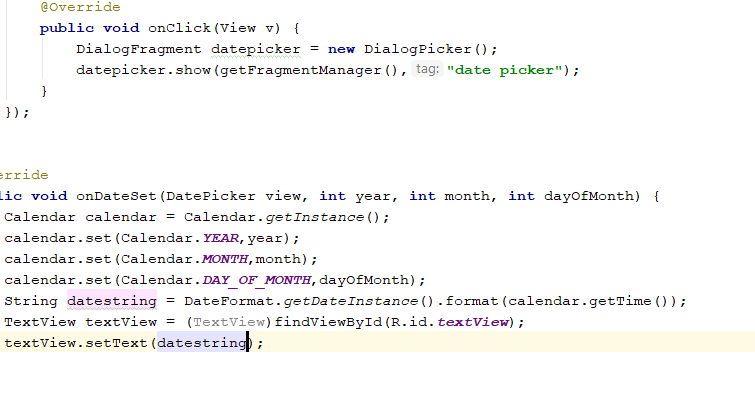 @Override
public void onClick(View v) {
DialogFragment datepicker = new DialogPicker();
datepicker.show(getFragmentManager(), tag: "date picker");
}
});
erride
lic void onDateSet(DatePicker view, int year, int month, int dayOfMonth) {
Calendar calendar = Calendar.getInstance();
calendar.set(Calendar.YEAR,year);
calendar.set(Calendar.MONTH,month);
calendar.set(Calendar.DAY_OF_MONTH,dayOfMonth);
String datestring = DateFormat.getDateInstance().format(calendar.getTime());
TextView textView = (TextView)findViewById(R.id.textView);
textView.setText(datestring);